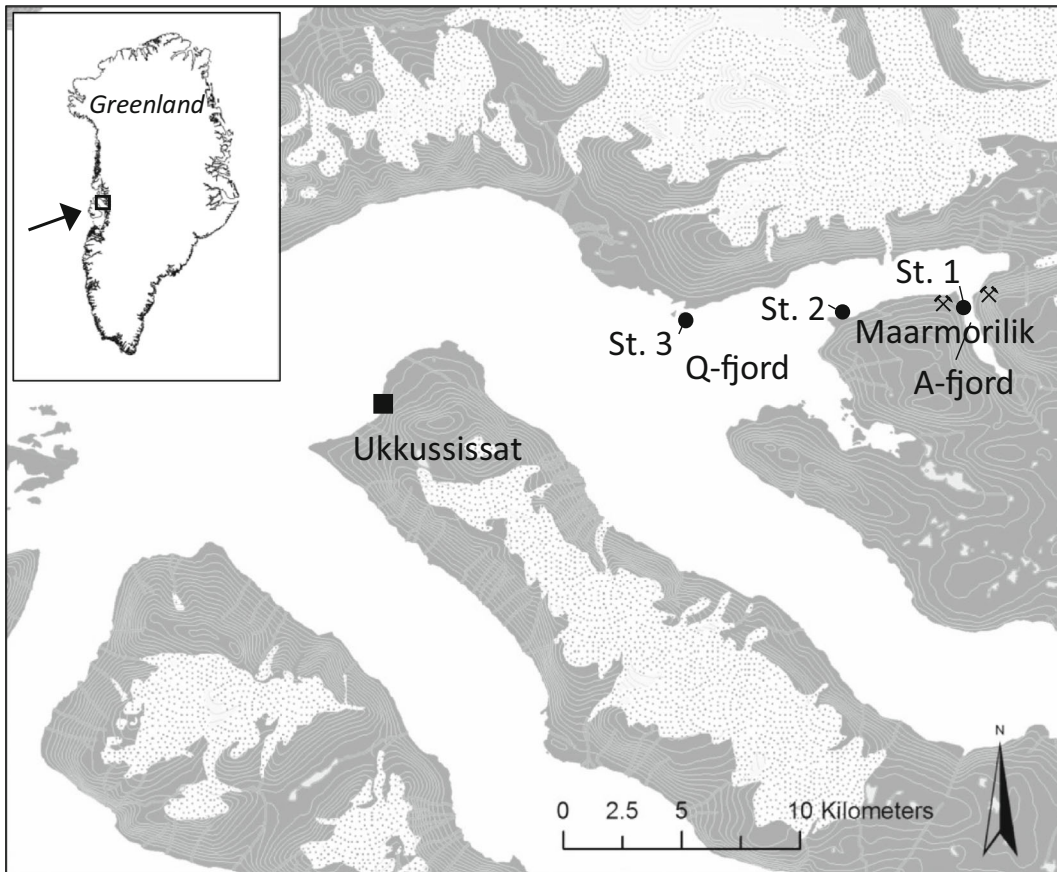 Greenland
St. 1
St. 2
Maarmorilik
St. 3
Q-fjord
A-fjord
Ukkussissat
N
0 2.5 5 10 Kilometers